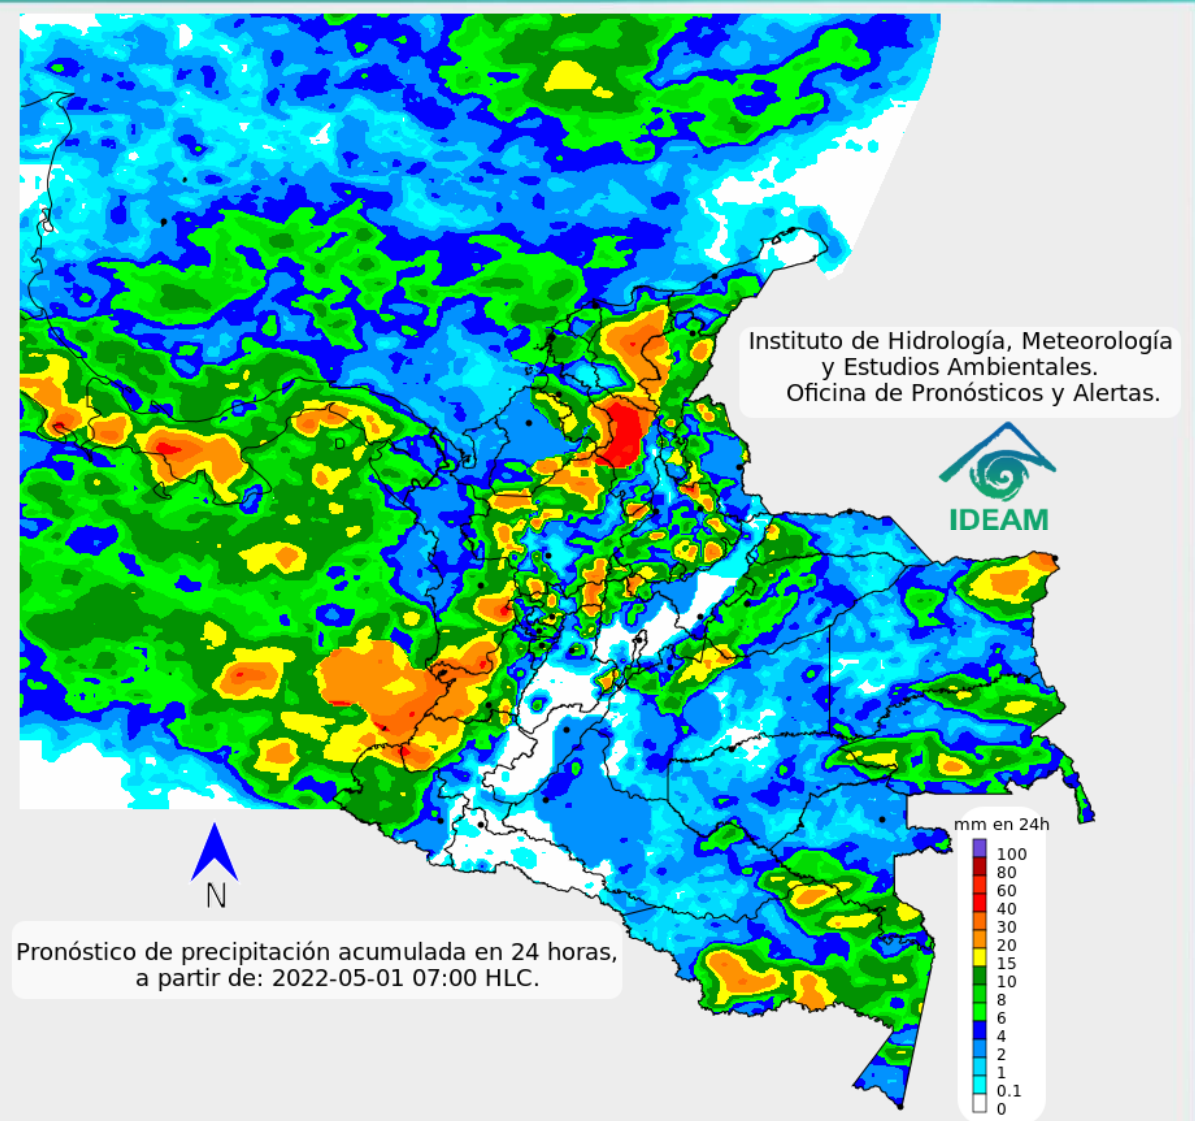 Instituto de Hidrología, Meteorología
y Estudios Ambientales.
Oficina de Pronósticos y Alertas.
IDEAM
mm en 24h
100
80
60
40
30
20
15
10
8
6
4
2
1
0.1
0
N
Pronóstico de precipitación acumulada en 24 horas,
a partir de: 2022-05-01 07:00 HLC.